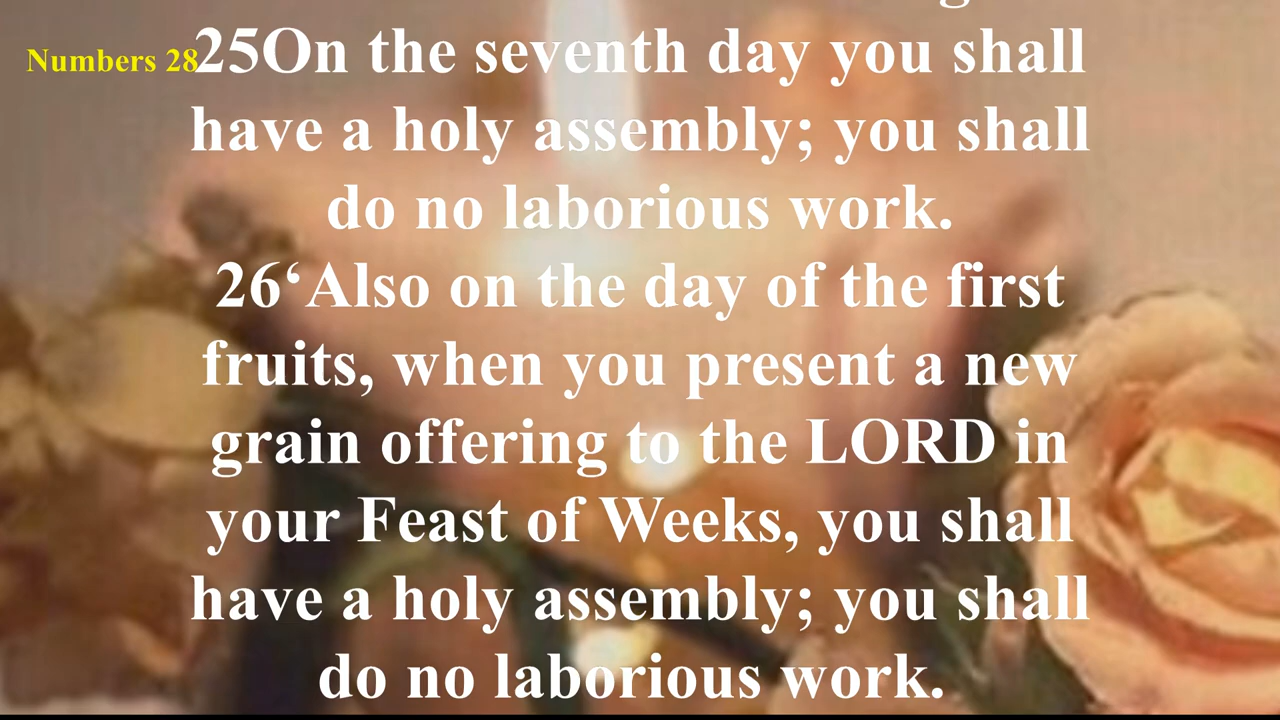 Numbers 28
25On the seventh day you shall
have a holy assembly; you shall
do no laborious work.
26‘Also on the day of the first
fruits, when you present a new
grain offering to the LORD in
your Feast of Weeks, you shall
have a holy assembly; you shall
do no laborious work.